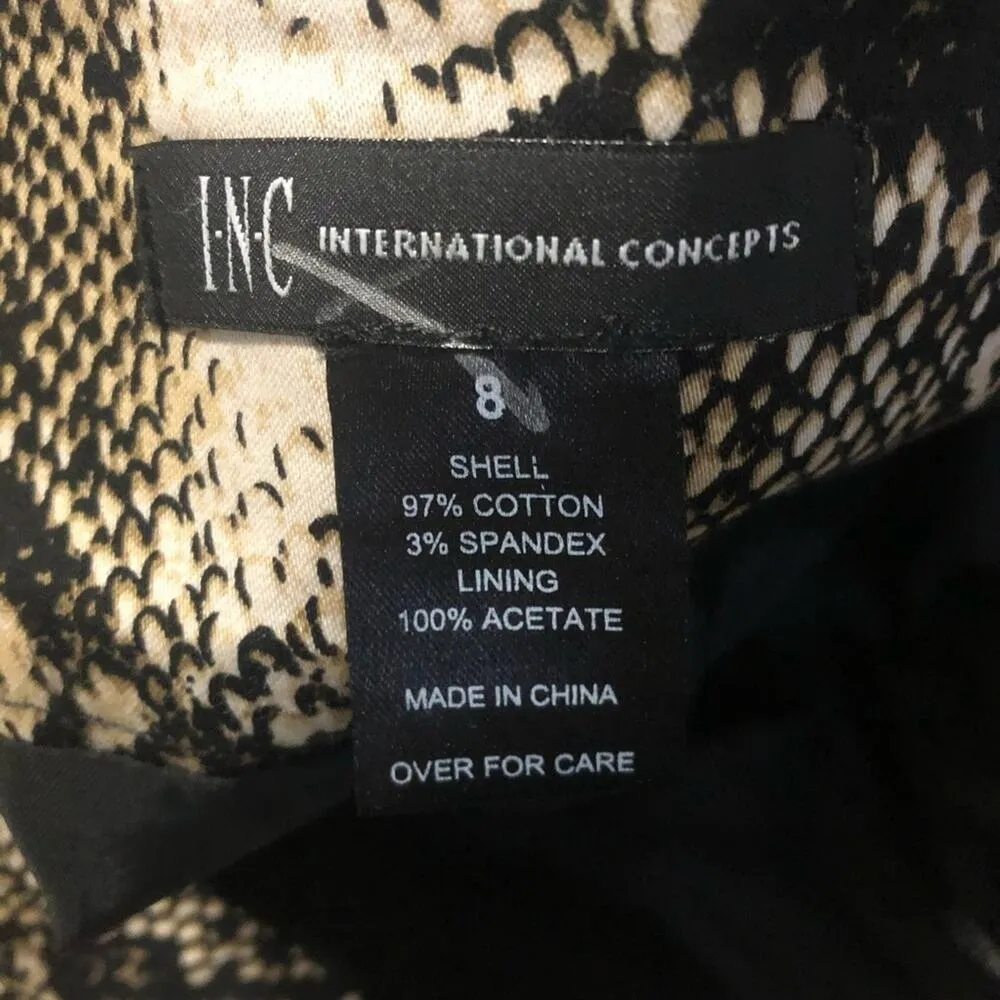 I·N·C INTERNATIONAL CONCEPTS
8
SHELL
97% COTTON
3% SPANDEX
LINING
100% ACETATE
MADE IN CHINA
OVER FOR CARE